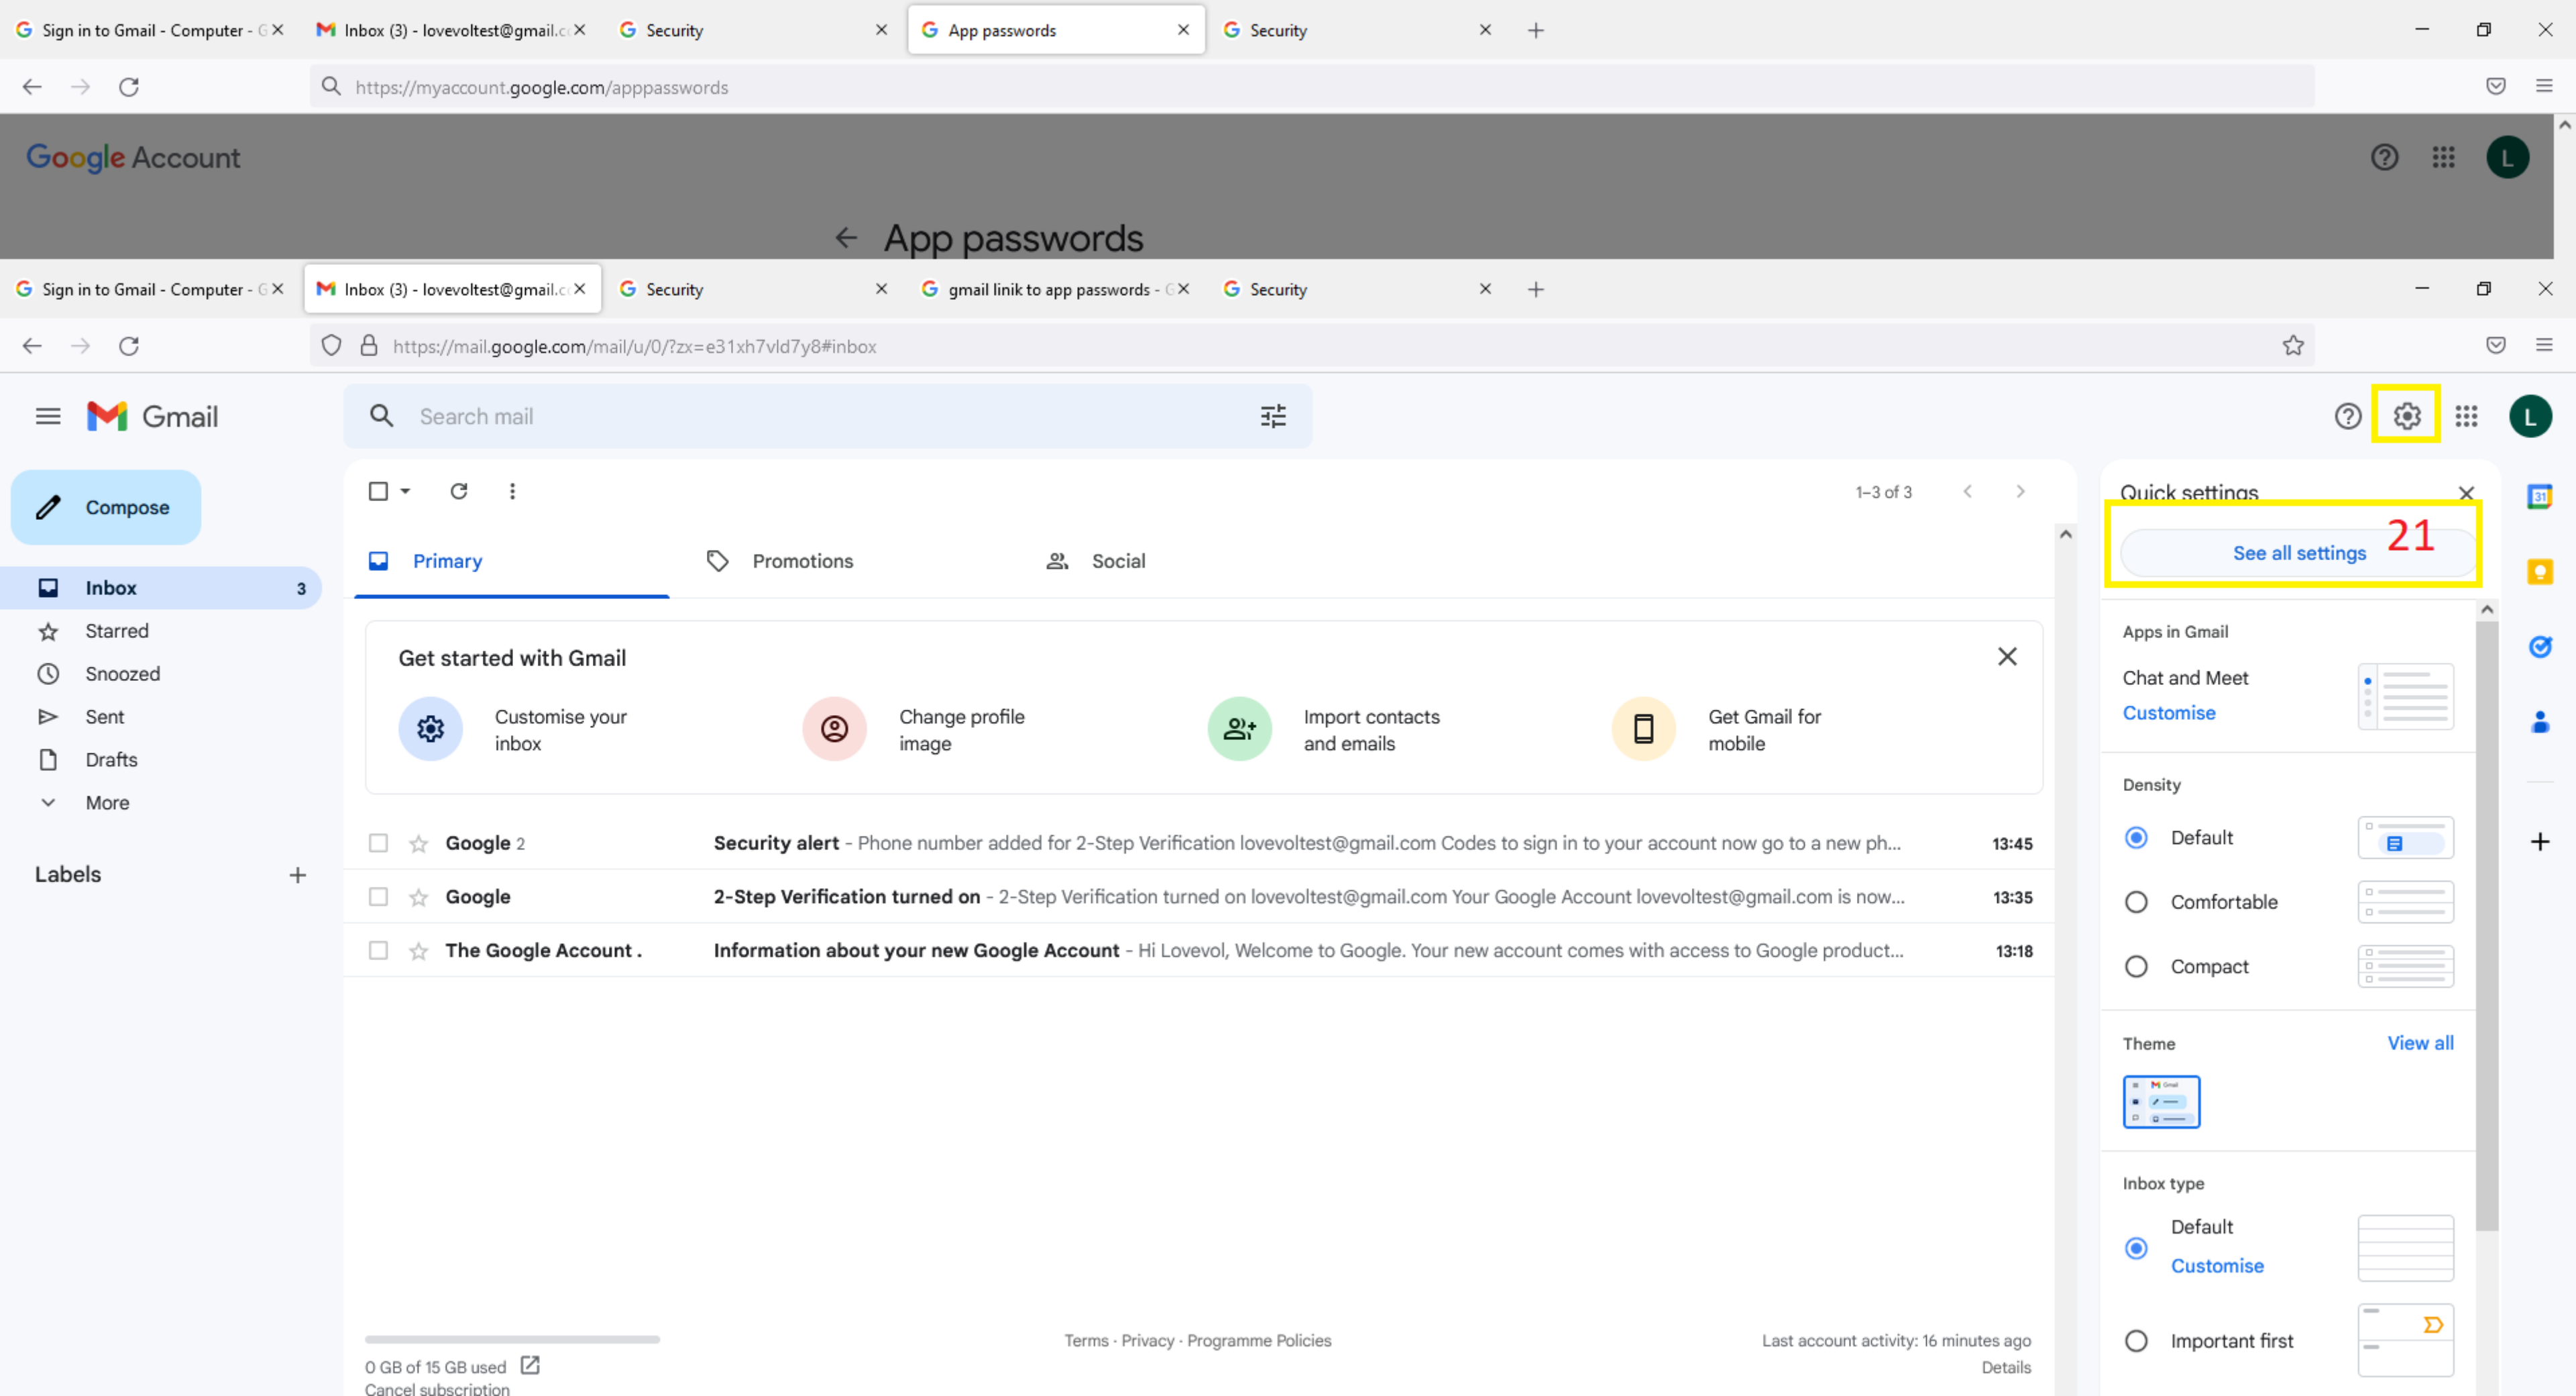 Sign in to Gmail - Computer - G
Inbox (3) - lovevoltest@gmail.c
Security
App passwords
Security
https://myaccount.google.com/apppasswords
Google Account
L
App passwords
Sign in to Gmail - Computer - G
Inbox (3) - lovevoltest@gmail.c
Security
gmail linik to app passwords - G
Security
https://mail.google.com/mail/u/0/?zx=e31xh7vld7y8#inbox
Gmail
Search mail
L
Compose
1–3 of 3
Quick settings
See all settings
21
31
Primary
Promotions
Social
Inbox 3
Starred
Snoozed
Sent
Drafts
More
Labels
Get started with Gmail
Customise your
inbox
Change profile
image
Import contacts
and emails
Get Gmail for
mobile
Google 2 Security alert - Phone number added for 2-Step Verification lovevoltest@gmail.com Codes to sign in to your account now go to a new ph... 13:45
Google 2-Step Verification turned on - 2-Step Verification turned on lovevoltest@gmail.com Your Google Account lovevoltest@gmail.com is now... 13:35
The Google Account . Information about your new Google Account - Hi Lovevol, Welcome to Google. Your new account comes with access to Google product... 13:18
Apps in Gmail
Chat and Meet
Customise
Density
Default
Comfortable
Compact
Theme
View all
Gmail
Inbox type
Default
Customise
Important first
0 GB of 15 GB used
Cancel subscription
Terms · Privacy · Programme Policies
Last account activity: 16 minutes ago
Details